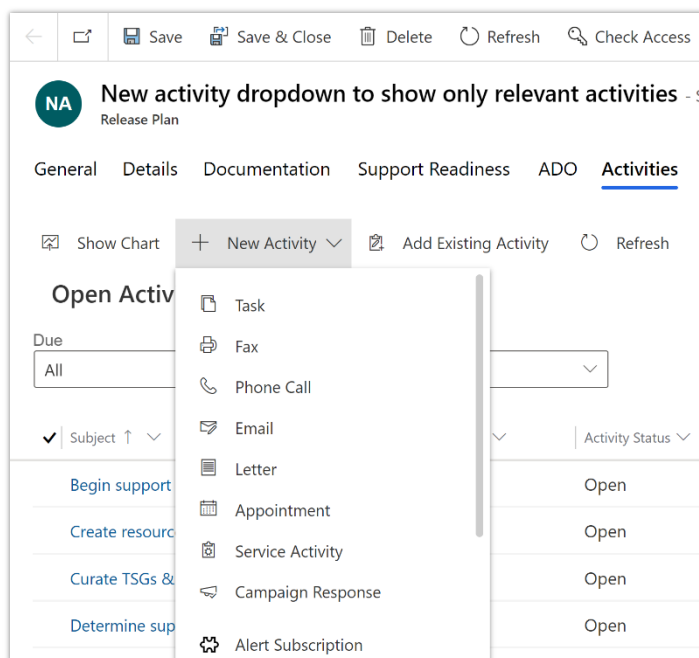 Save
Save & Close
Delete
Refresh
Check Access
NA
New activity dropdown to show only relevant activities
Release Plan
General
Details
Documentation
Support Readiness
ADO
Activities
Show Chart
New Activity
Add Existing Activity
Refresh
Open Activ
Due
All
Subject
Activity Status
Task
Fax
Phone Call
Email
Letter
Appointment
Service Activity
Campaign Response
Alert Subscription
Begin support
Open
Create resourc
Open
Curate TSGs &
Open
Determine sup
Open